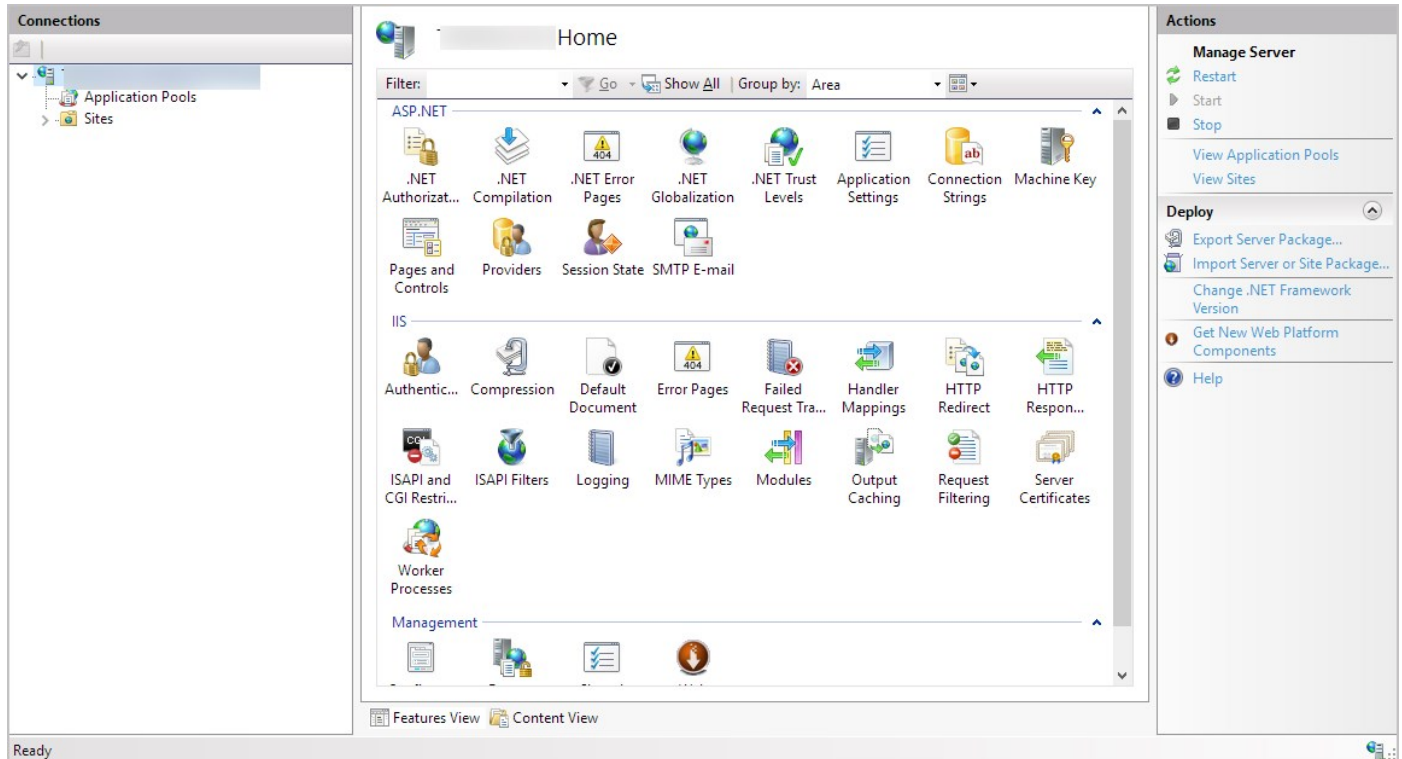 Connections
Application Pools
Sites
Home
Filter:
Go
Show All
Group by: Area
ASP.NET
.NET Authorizat...
.NET Compilation
.NET Error Pages
.NET Globalization
.NET Trust Levels
Application Settings
Connection Strings
Machine Key
Pages and Controls
Providers
Session State
SMTP E-mail
IIS
Authentic...
Compression
Default Document
Error Pages
Failed Request Tra...
Handler Mappings
HTTP Redirect
HTTP Respon...
ISAPI and CGI Restri...
ISAPI Filters
Logging
MIME Types
Modules
Output Caching
Request Filtering
Server Certificates
Worker Processes
Management
Features View
Content View
Actions
Manage Server
Restart
Start
Stop
View Application Pools
View Sites
Deploy
Export Server Package...
Import Server or Site Package...
Change .NET Framework
Version
Get New Web Platform
Components
Help
Ready